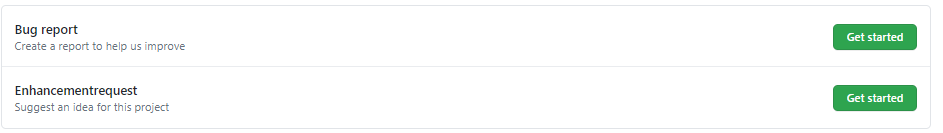 Bug report
Create a report to help us improve
Get started
Enhancementrequest
Suggest an idea for this project
Get started